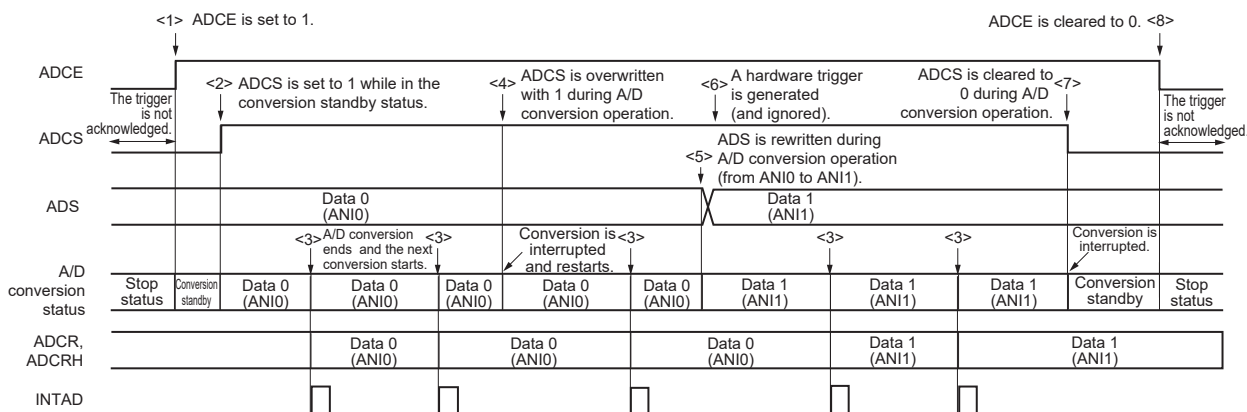 <1> ADCE is set to 1.
ADCE is cleared to 0. <8>
ADCE
The trigger
is not
acknowledged.
<2> ADCS is set to 1 while in the
conversion standby status.
<4> ADCS is overwritten
with 1 during A/D
conversion operation.
<6> A hardware trigger
is generated
(and ignored).
ADCS is cleared to <7>
0 during A/D
conversion operation.
The trigger
is not
acknowledged.
ADCS
<5> ADS is rewritten during
A/D conversion operation
(from ANI0 to ANI1).
ADS
Data 0
(ANI0)
Data 1
(ANI1)
<3> A/D conversion
ends and the next
conversion starts.
<3>
Conversion is
interrupted
and restarts.
<3>
<3>
<3>
Conversion is
interrupted.
A/D
conversion
status
Stop
status
Conversion
standby
Data 0
(ANI0)
Data 0
(ANI0)
Data 0
(ANI0)
Data 0
(ANI0)
Data 0
(ANI0)
Data 1
(ANI1)
Data 1
(ANI1)
Data 1
(ANI1)
Conversion
standby
Stop
status
ADCR,
ADCRH
Data 0
(ANI0)
Data 0
(ANI0)
Data 0
(ANI0)
Data 1
(ANI1)
Data 1
(ANI1)
INTAD